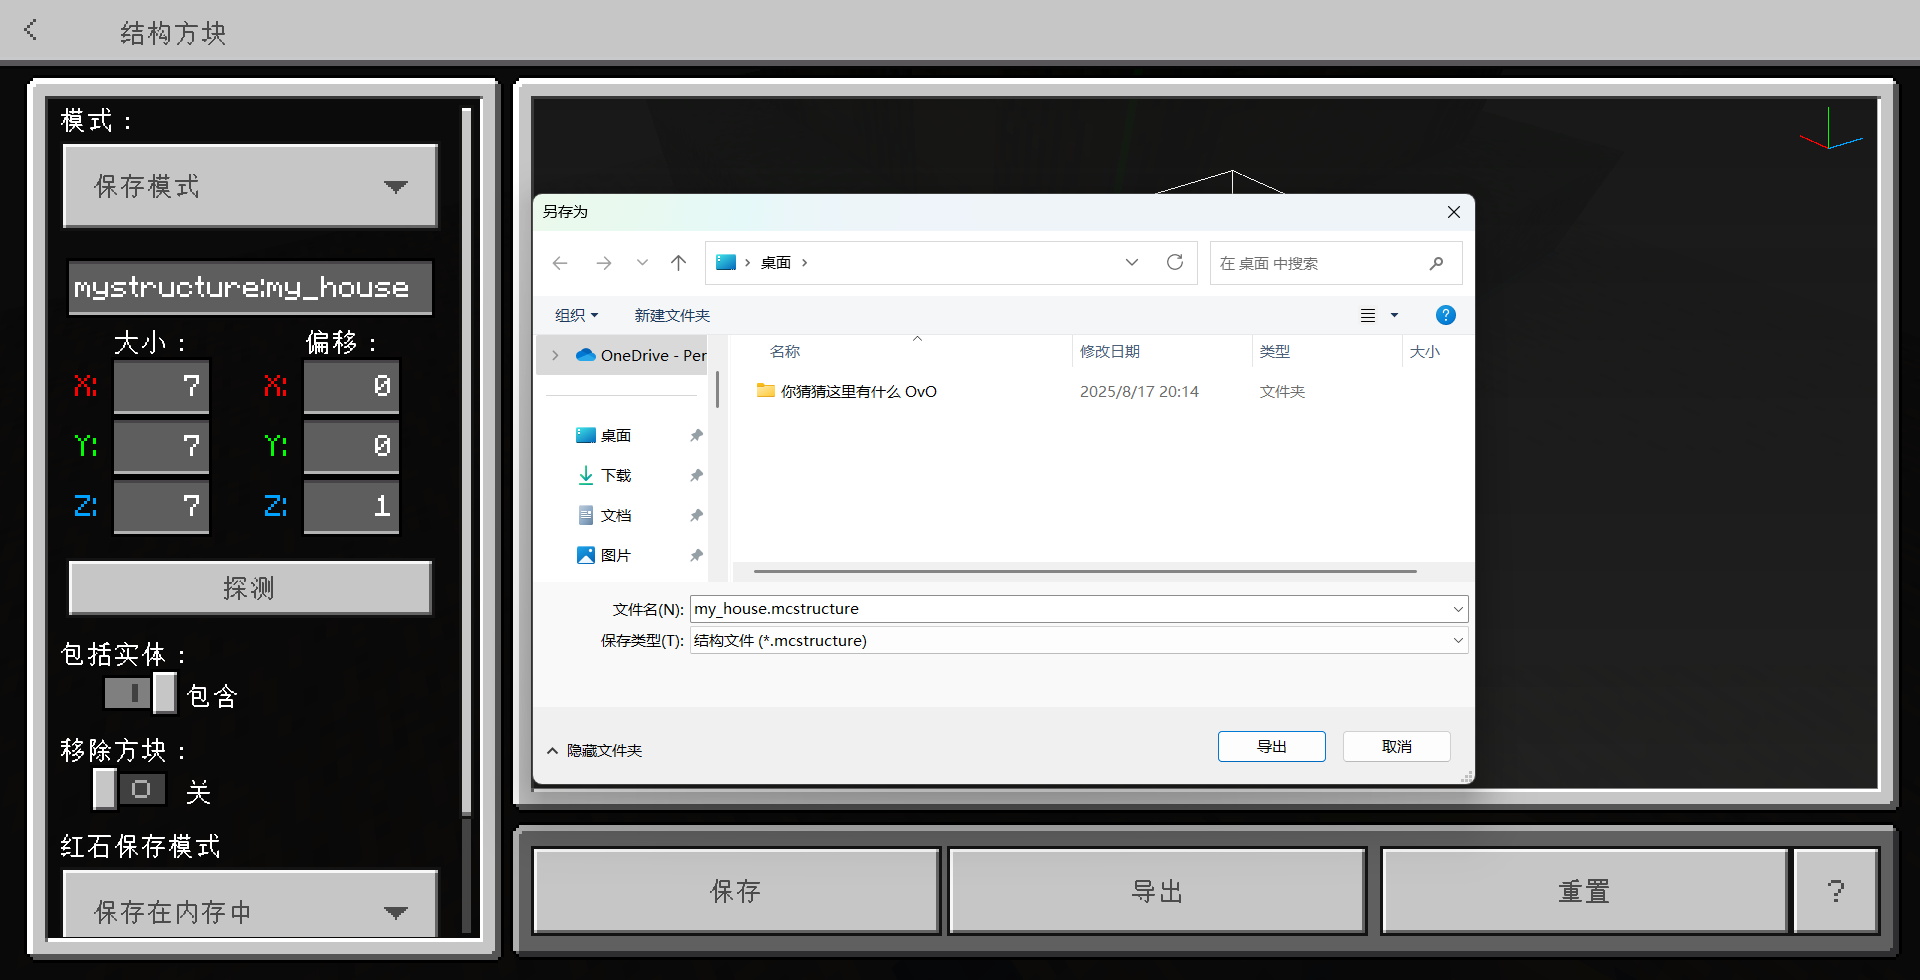 结构方块
模式：
保存模式
mystructure:my_house
大小： 偏移：
X: 7 X: 0
Y: 7 Y: 0
Z: 7 Z: 1
探测
包括实体：
包含
移除方块：
关
红石保存模式
保存在内存中
另存为
桌面
在 桌面 中搜索
组织 新建文件夹
OneDrive - Per
桌面
下载
文档
图片
名称 修改日期 类型 大小
你猜猜这里有什么 OvO 2025/8/17 20:14 文件夹
文件名(N): my_house.mcstructure
保存类型(T): 结构文件 (*.mcstructure)
隐藏文件夹 导出 取消
保存 导出 重置 ?